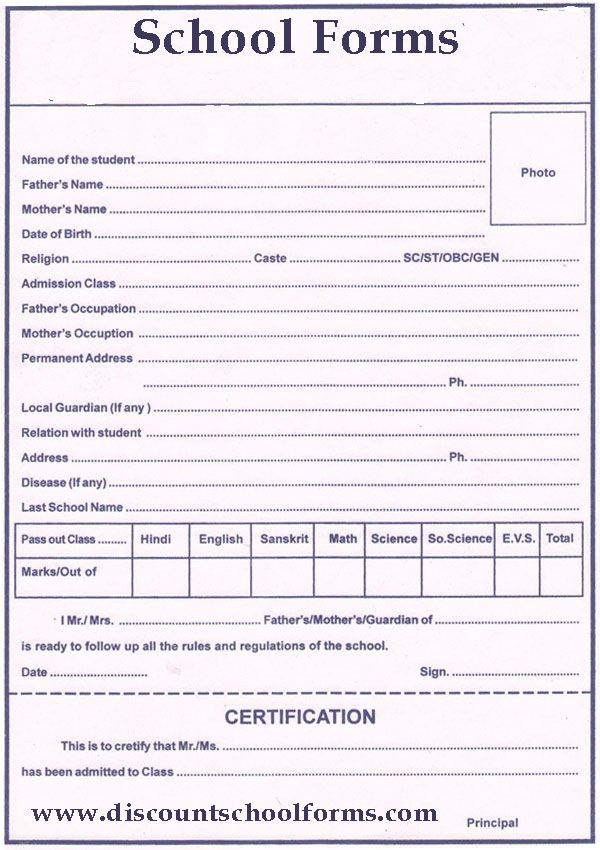 School Forms
Photo
Name of the student ........................................
Father's Name ........................................
Mother's Name ........................................
Date of Birth ........................................
Religion .............................. Caste .................... SC/ST/OBC/GEN ...............
Admission Class ........................................
Father's Occupation ........................................
Mother's Occuption ........................................
Permanent Address ........................................
........................................ Ph. ....................
Local Guardian (If any ) ........................................
Relation with student ........................................
Address ........................................ Ph. ....................
Disease (If any) ........................................
Last School Name ........................................
Pass out Class ......... Hindi English Sanskrit Math Science So.Science E.V.S. Total
Marks/Out of
I Mr./ Mrs. .............................. Father's/Mother's/Guardian of ..............................
is ready to follow up all the rules and regulations of the school.
Date .................... Sign. .........................
CERTIFICATION
This is to cretify that Mr./Ms. ........................................
has been admitted to Class ........................................
www.discountschoolforms.com
Principal